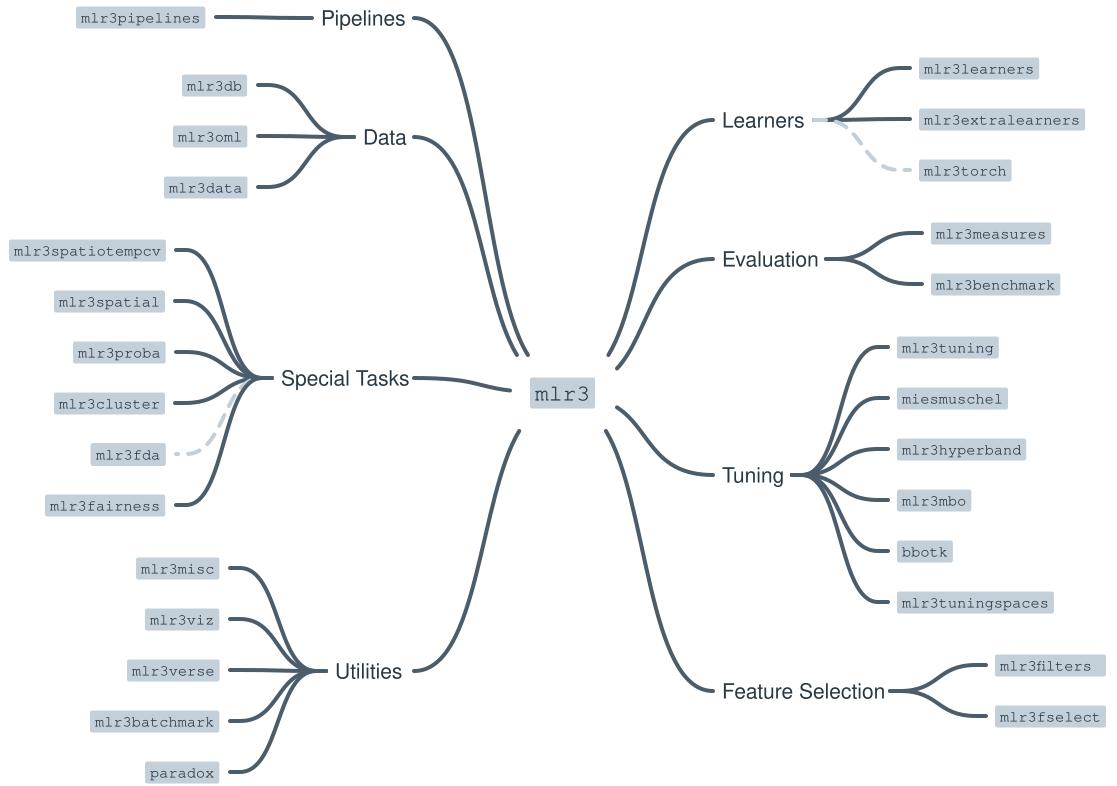 mlr3pipelines
Pipelines
mlr3db
mlr3oml
mlr3data
Data
mlr3spatiotempcv
mlr3spatial
mlr3proba
mlr3cluster
mlr3fda
mlr3fairness
Special Tasks
mlr3misc
mlr3viz
mlr3verse
mlr3batchmark
paradox
Utilities
mlr3
Learners
mlr3learners
mlr3extralearners
mlr3torch
Evaluation
mlr3measures
mlr3benchmark
Tuning
mlr3tuning
miesmuschel
mlr3hyperband
mlr3mbo
bbotk
mlr3tuningspaces
Feature Selection
mlr3filters
mlr3fselect